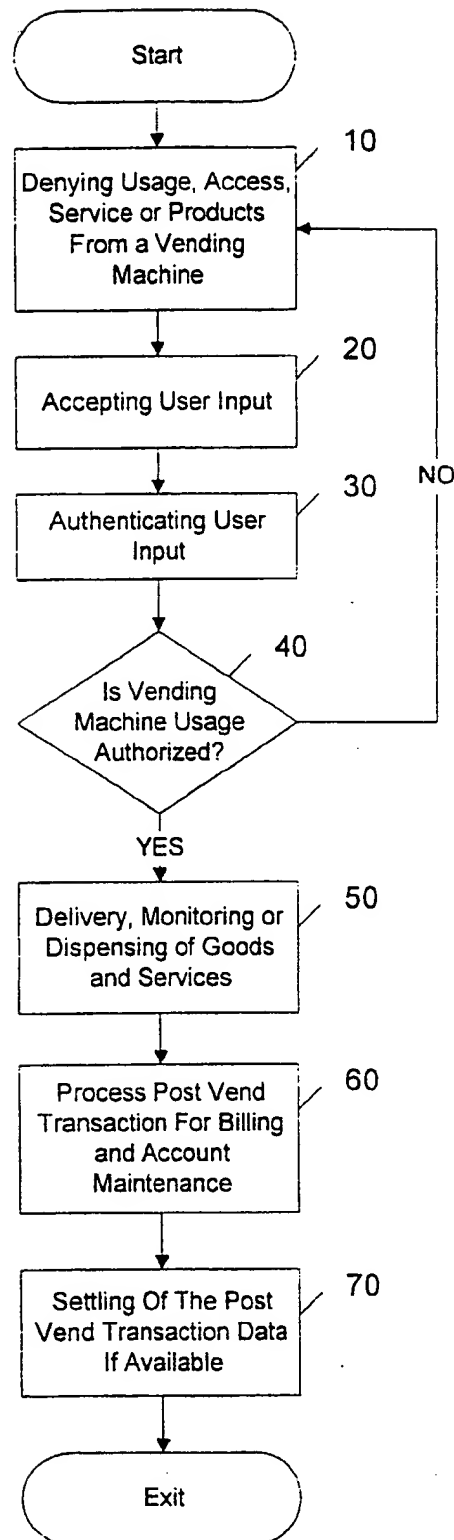 Start
10
Denying Usage, Access,
Service or Products
From a Vending
Machine
20
Accepting User Input
30
Authenticating User
Input
NO
40
Is Vending
Machine Usage
Authorized?
YES
50
Delivery, Monitoring or
Dispensing of Goods
and Services
60
Process Post Vend
Transaction For Billing
and Account
Maintenance
70
Settling Of The Post
Vend Transaction Data
If Available
Exit